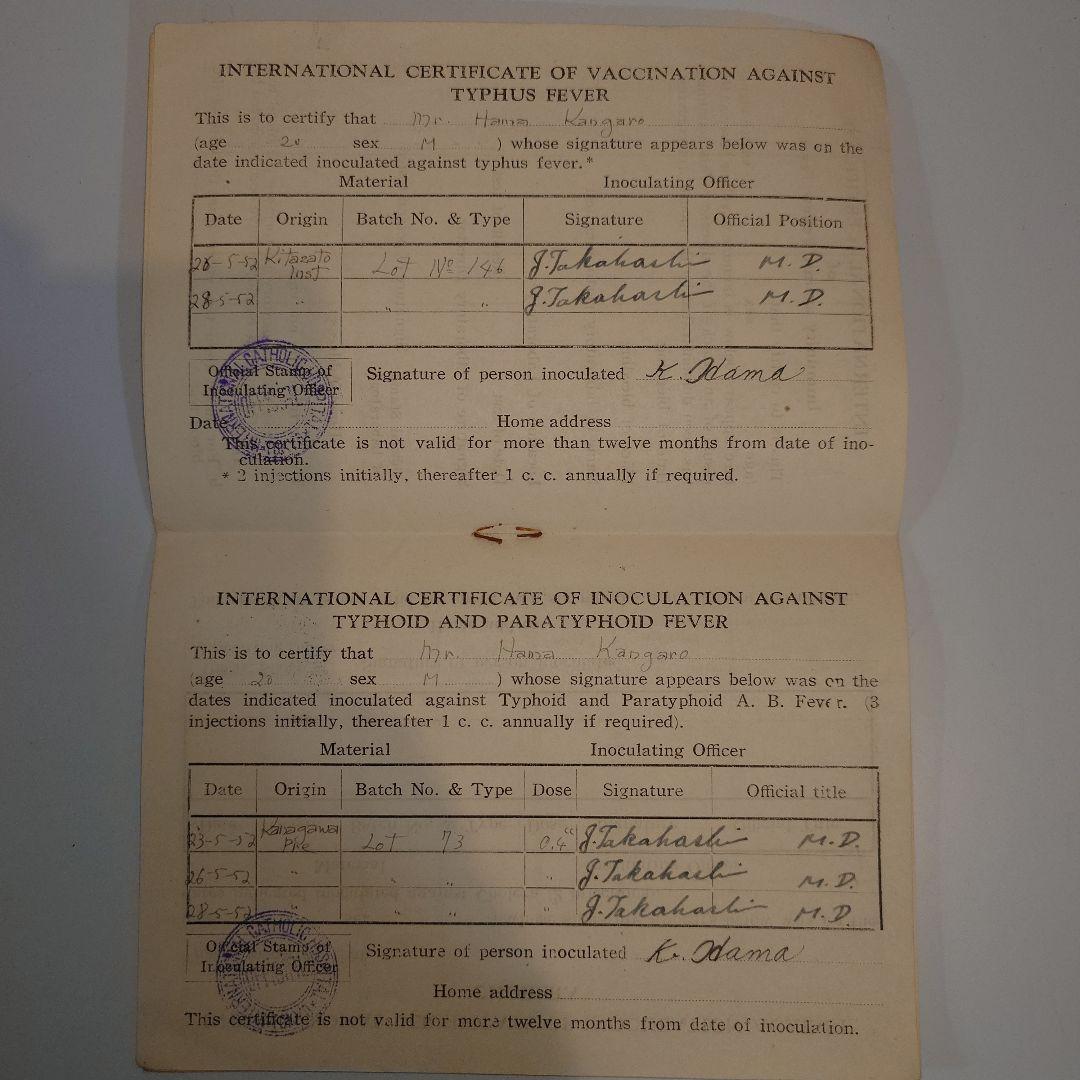 INTERNATIONAL CERTIFICATE OF VACCINATION AGAINST
TYPHUS FEVER
This is to certify that Mr. Hama Kangaro
(age 20 sex M ) whose signature appears below was on the
date indicated inoculated against typhus fever.*
Material Inoculating Officer
Date Origin Batch No. & Type Signature Official Position
26-5-52 Kitasato Inst Lot No 146 J. Takahashi M.D.
28-5-52 " " " J. Takahashi M.D.
Official Stamp of
Inoculating Officer
Signature of person inoculated K. Hama
Date Home address
This certificate is not valid for more than twelve months from date of ino-
culation.
* 2 injections initially, thereafter 1 c. c. annually if required.
INTERNATIONAL CERTIFICATE OF INOCULATION AGAINST
TYPHOID AND PARATYPHOID FEVER
This is to certify that Mr. Hama Kangaro
(age 20 sex M ) whose signature appears below was on the
dates indicated inoculated against Typhoid and Paratyphoid A. B. Fever. (3
injections initially, thereafter 1 c. c. annually if required).
Material Inoculating Officer
Date Origin Batch No. & Type Dose Signature Official title
23-5-52 Kanagawa Lot 73 0.4cc J. Takahashi M.D.
26-5-52 " " " J. Takahashi M.D.
28-5-52 " " " " J. Takahashi M.D.
CATHOLIC
Official Stamp of
Inoculating Officer
Signature of person inoculated K. Hama
Home address
This certificate is not valid for more twelve months from date of inoculation.